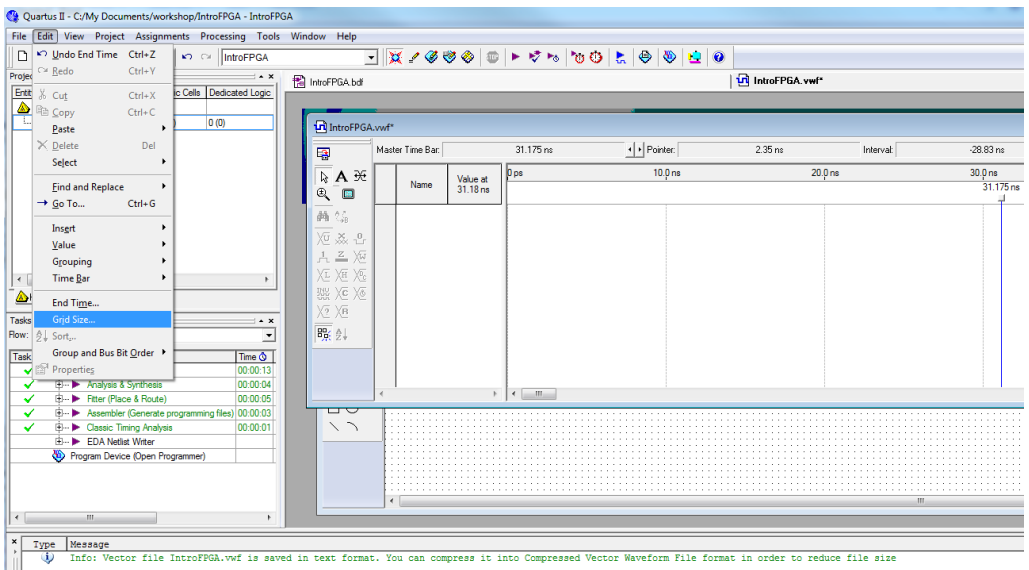 Quartus II - C:/My Documents/workshop/IntroFPGA - IntroFPGA
File Edit View Project Assignments Processing Tools Window Help
IntroFPGA
Undo End Time Ctrl+Z
Redo Ctrl+Y
Cut Ctrl+X
Copy Ctrl+C
Paste
Delete Del
Select
Find and Replace
Go To... Ctrl+G
Insert
Value
Grouping
Time Bar
End Time...
Grid Size...
Sort...
Group and Bus Bit Order
Properties
Proje
Entit
ic Cells Dedicated Logic
0 (0)
IntroFPGA.bdf
IntroFPGA.vwf*
IntroFPGA.vwf*
Master Time Bar: 31.175 ns Pointer: 2.35 ns Interval: -28.83 ns
Name
Value at
31.18 ns
0 ps 10.0 ns 20.0 ns 30.0 ns
31.175 ns
Tasks
Flow:
Task Time
00:00:13
Analysis & Synthesis 00:00:04
Fitter (Place & Route) 00:00:05
Assembler (Generate programming files) 00:00:03
Classic Timing Analysis 00:00:01
EDA Netlist Writer
Program Device (Open Programmer)
Type Message
Info: Vector file IntroFPGA.vwf is saved in text format. You can compress it into Compressed Vector Waveform File format in order to reduce file size